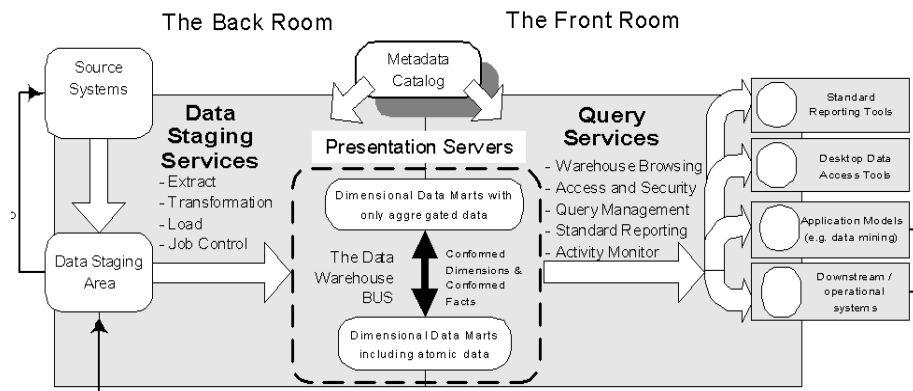 The Back Room
The Front Room
Metadata
Catalog
Source
Systems
Data
Staging
Services
- Extract
- Transformation
- Load
- Job Control
Data Staging
Area
Presentation Servers
Dimensional Data Marts with
only aggregated data
The Data
Warehouse
BUS
Conformed
Dimensions &
Conformed
Facts
Dimensional Data Marts
including atomic data
Query
Services
- Warehouse Browsing
- Access and Security
- Query Management
- Standard Reporting
- Activity Monitor
Standard
Reporting Tools
Desktop Data
Access Tools
Application Models
(e.g. data mining)
Downstream /
operational
systems